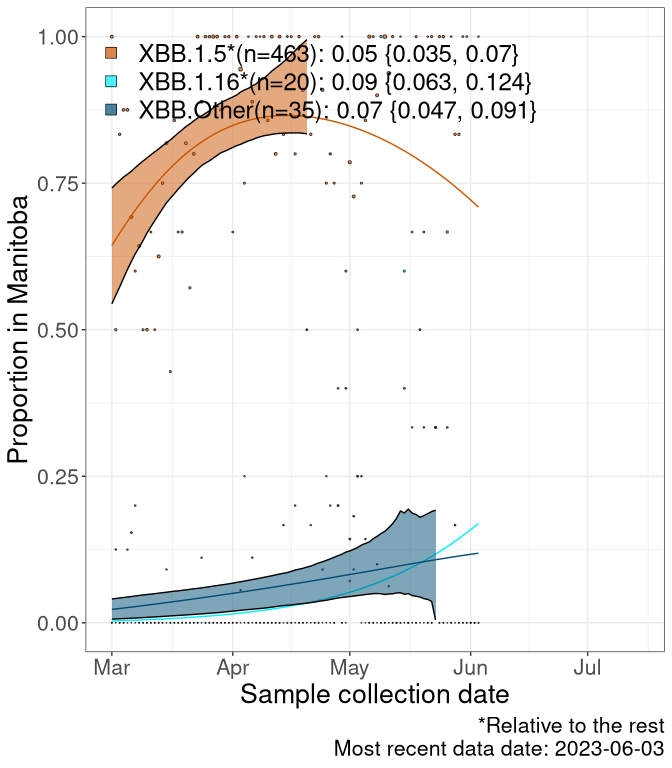 1.00
XBB.1.5*(n=463): 0.05 {0.035, 0.07}
XBB.1.16*(n=20): 0.09 {0.063, 0.124}
XBB.Other(n=35): 0.07 {0.047, 0.091}
0.75
0.50
0.25
0.00
Proportion in Manitoba
Mar Apr May Jun Jul
Sample collection date
*Relative to the rest
Most recent data date: 2023-06-03